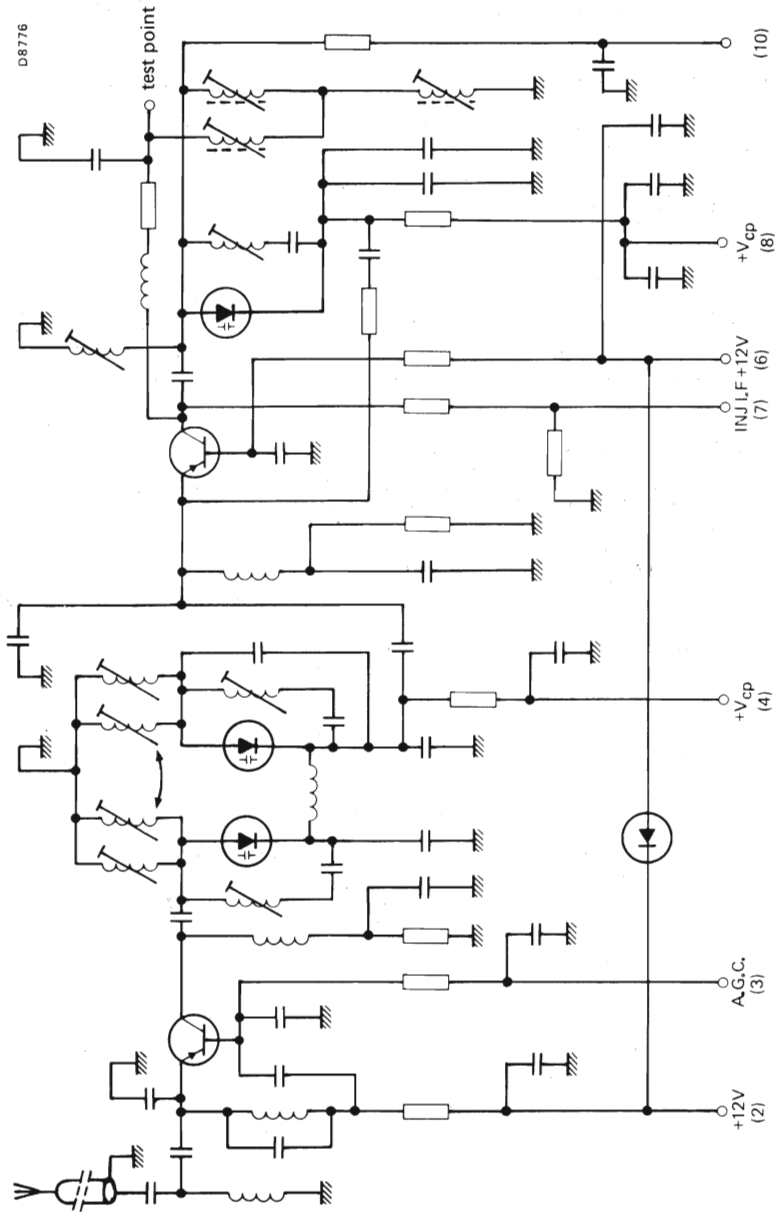 D8776
test point
+12V
(2)
A.G.C.
(3)
+Vcp
(4)
INJ I.F
(7)
+12V
(6)
+Vcp
(8)
(10)